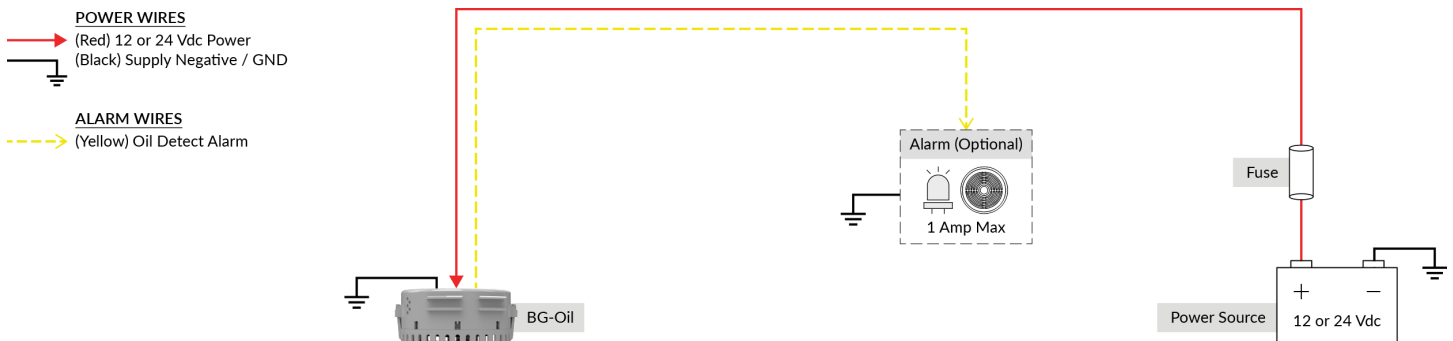 POWER WIRES
(Red) 12 or 24 Vdc Power
(Black) Supply Negative / GND
ALARM WIRES
(Yellow) Oil Detect Alarm
Alarm (Optional)
1 Amp Max
Fuse
BG-Oil
Power Source
+ −
12 or 24 Vdc